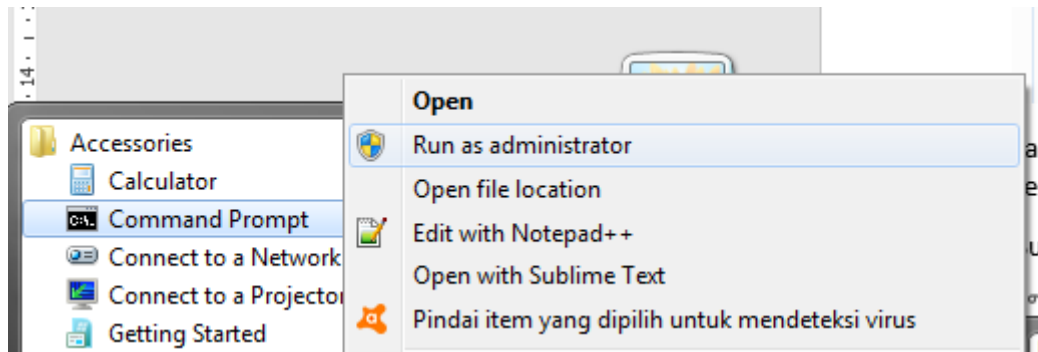 14
Accessories
Calculator
Command Prompt
Connect to a Network
Connect to a Projector
Getting Started
Open
Run as administrator
Open file location
Edit with Notepad++
Open with Sublime Text
Pindai item yang dipilih untuk mendeteksi virus